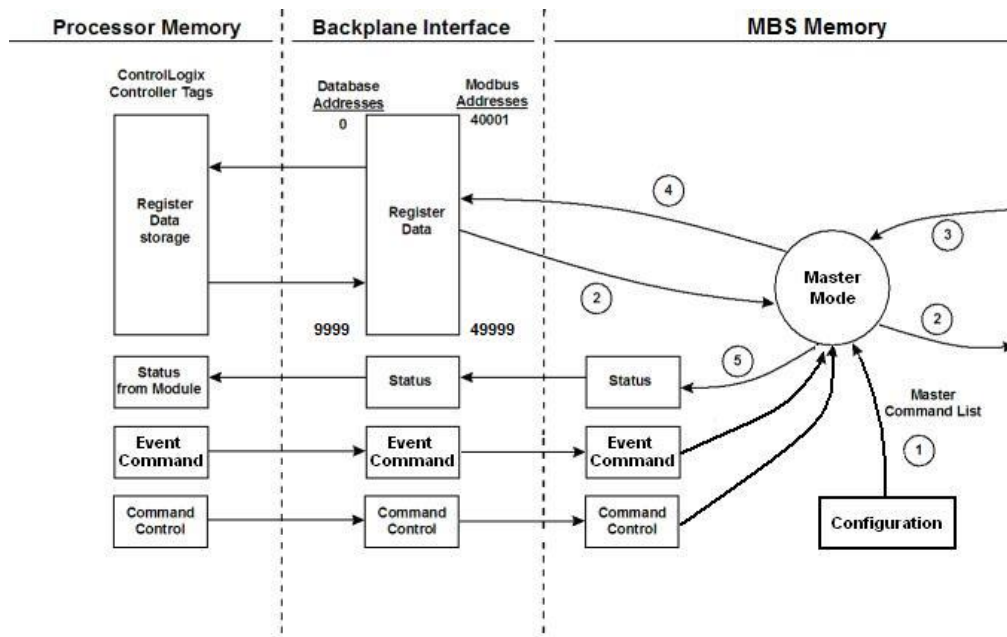 Processor Memory
Backplane Interface
MBS Memory
ControlLogix
Controller Tags
Database
Addresses
0
Modbus
Addresses
40001
Register
Data
storage
Register
Data
4
3
2
Master
Mode
2
9999
49999
5
Status
from Module
Status
Status
Master
Command List
1
Event
Command
Event
Command
Event
Command
Command
Control
Command
Control
Command
Control
Configuration